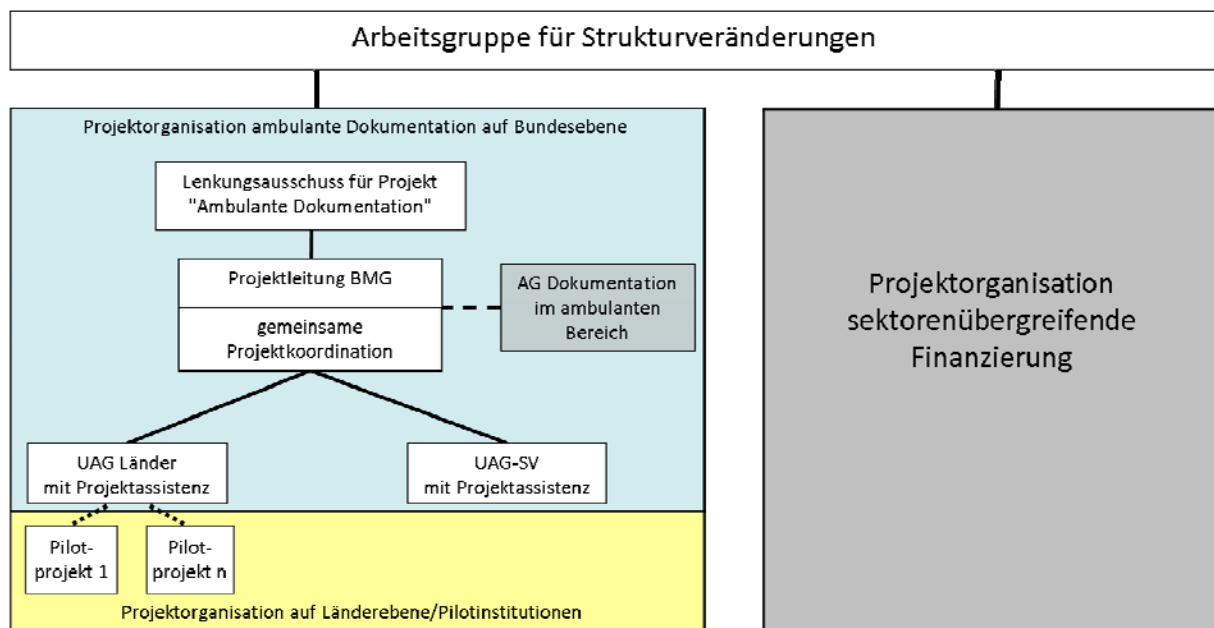 Arbeitsgruppe für Strukturveränderungen
Projektorganisation ambulante Dokumentation auf Bundesebene
Lenkungsausschuss für Projekt
"Ambulante Dokumentation"
Projektleitung BMG
gemeinsame
Projektkoordination
AG Dokumentation
im ambulanten
Bereich
UAG Länder
mit Projektassistenz
UAG-SV
mit Projektassistenz
Pilot-
projekt 1
Pilot-
projekt n
Projektorganisation auf Länderebene/Pilotinstitutionen
Projektorganisation
sektorenübergreifende
Finanzierung